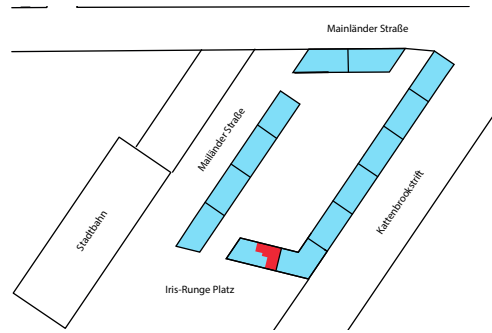 Mainländer Straße
Mailänder Straße
Kattenbrookstrift
Stadtbahn
Iris-Runge Platz